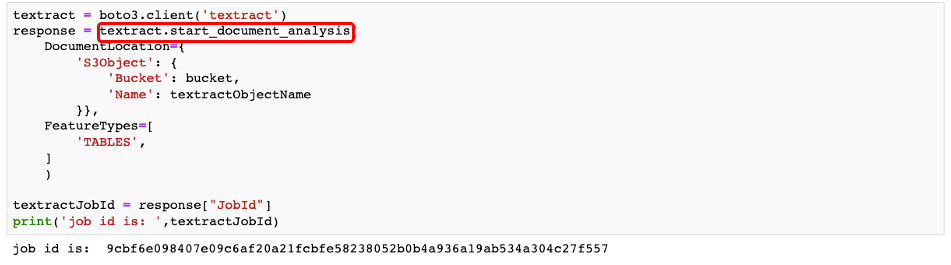 textract = boto3.client('textract')
response = textract.start_document_analysis
    DocumentLocation={
        'S3Object': {
            'Bucket': bucket,
            'Name': textractObjectName
        }},
    FeatureTypes=[
        'TABLES',
    ]
    )
textractJobId = response["JobId"]
print('job id is: ',textractJobId)
job id is:  9cbf6e098407e09c6af20a21fcbfe58238052b0b4a936a19ab534a304c27f557